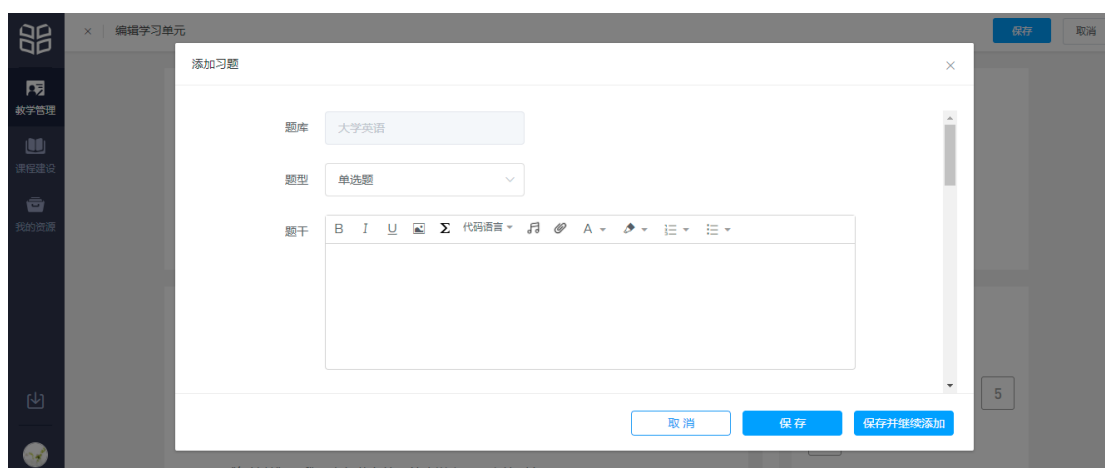 × 编辑学习单元 保存 取消
教学管理
课程建设
我的资源
添加习题 ×
题库 大学英语
题型 单选题
题干 B I U Σ 代码语言 A
5
取消 保存 保存并继续添加